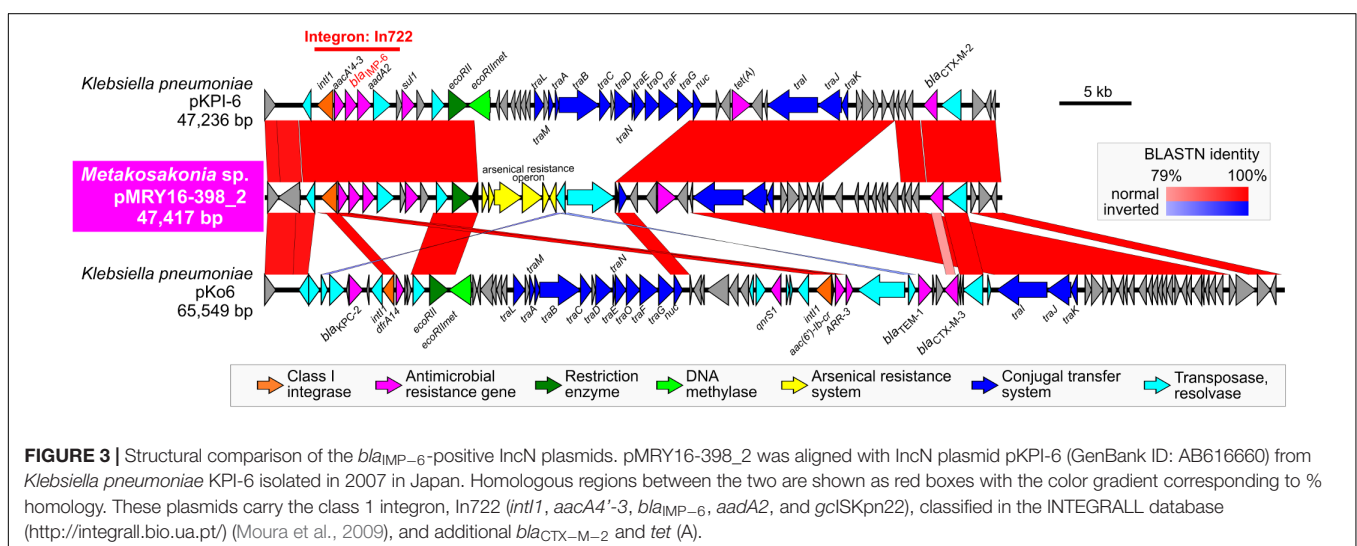 Integron: In722
intI1
aacA'4-3
blaIMP-6
aadA2
sul1
ecoRII
ecoRIImet
traL
traA
traB
traC
traD
traE
traO
traF
traG
nuc
tet(A)
traI
traJ
traK
blaCTX-M-2
Klebsiella pneumoniae
pKPI-6
47,236 bp
traM
traN
5 kb
BLASTN identity
79% 100%
normal
inverted
Metakosakonia sp.
pMRY16-398_2
47,417 bp
arsenical resistance
operon
Klebsiella pneumoniae
pKo6
65,549 bp
traM
traN
blaKPC-2
intI1
dfrA14
ecoRII
ecoRIImet
traL
traA
traB
traC
traD
traE
traO
traF
traG
nuc
qnrS1
intI1
aac(6')-Ib-cr
ARR-3
blaTEM-1
blaCTX-M-3
traI
traJ
traK
Class I
integrase
Antimicrobial
resistance gene
Restriction
enzyme
DNA
methylase
Arsenical resistance
system
Conjugal transfer
system
Transposase,
resolvase
FIGURE 3 | Structural comparison of the blaIMP−6-positive IncN plasmids. pMRY16-398_2 was aligned with IncN plasmid pKPI-6 (GenBank ID: AB616660) from
Klebsiella pneumoniae KPI-6 isolated in 2007 in Japan. Homologous regions between the two are shown as red boxes with the color gradient corresponding to %
homology. These plasmids carry the class 1 integron, In722 (intI1, aacA4'-3, blaIMP−6, aadA2, and gcISKpn22), classified in the INTEGRALL database
(http://integrall.bio.ua.pt/) (Moura et al., 2009), and additional blaCTX−M−2 and tet (A).